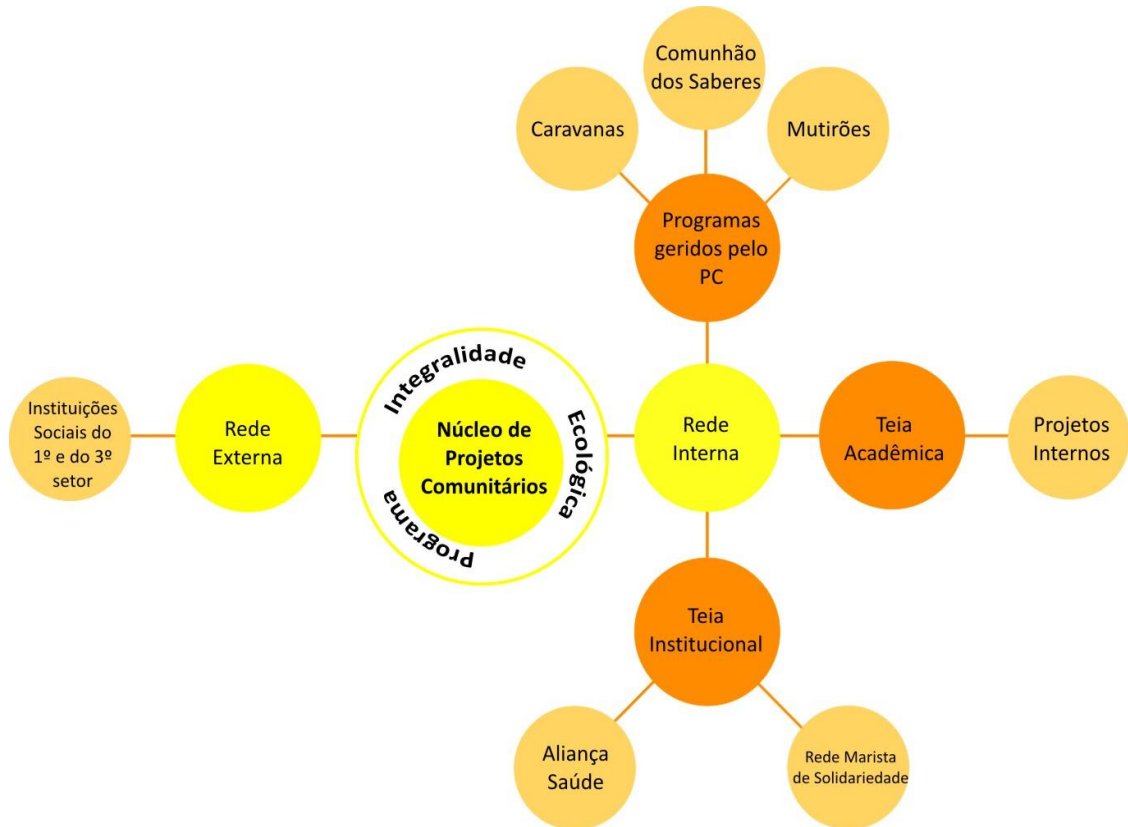 Comunhão
dos Saberes
Caravanas
Mutirões
Programas
geridos pelo
PC
Instituições
Sociais do
1º e do 3º
setor
Rede
Externa
Integralidade
Ecológica
Programa
Núcleo de
Projetos
Comunitários
Rede
Interna
Teia
Acadêmica
Projetos
Internos
Teia
Institucional
Aliança
Saúde
Rede Marista
de Solidariedade